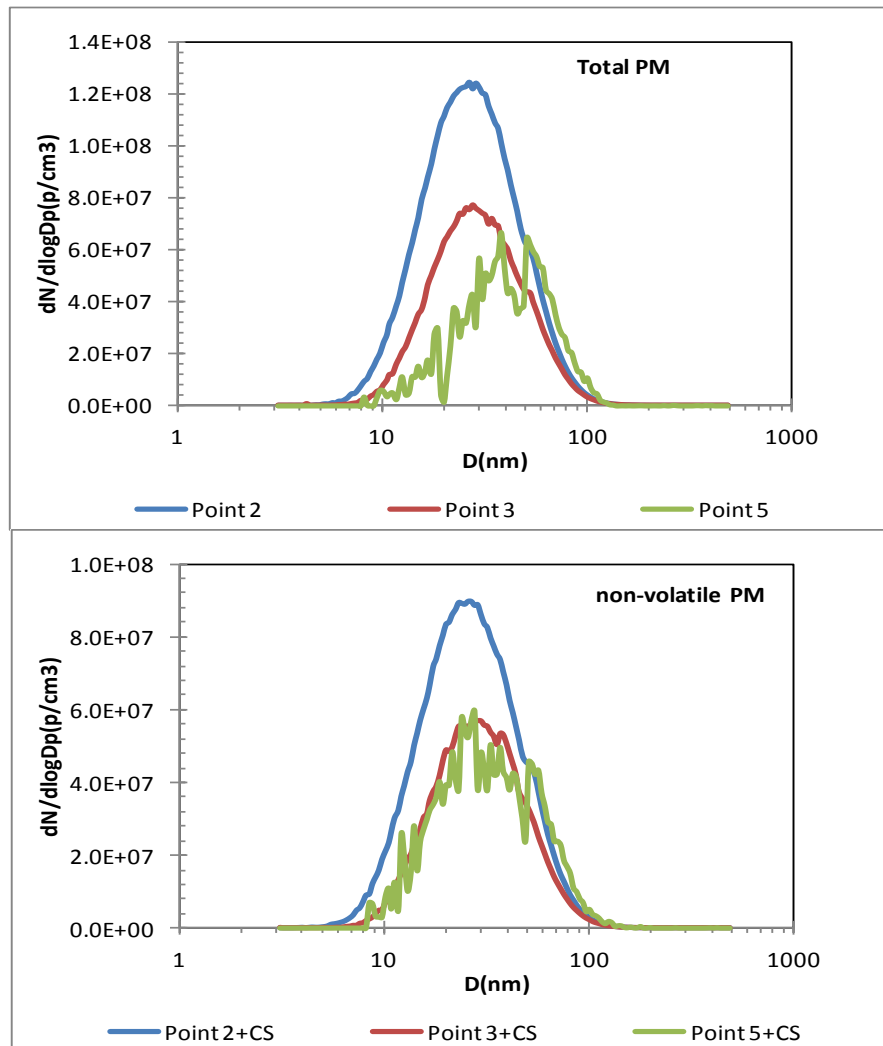 Total PM
1.4E+08
1.2E+08
1.0E+08
8.0E+07
6.0E+07
4.0E+07
2.0E+07
0.0E+00
dN/dlogDp(p/cm3)
1 10 100 1000
D(nm)
Point 2 Point 3 Point 5
non-volatile PM
1.0E+08
8.0E+07
6.0E+07
4.0E+07
2.0E+07
0.0E+00
dN/dlogDp(p/cm3)
1 10 100 1000
D(nm)
Point 2+CS Point 3+CS Point 5+CS